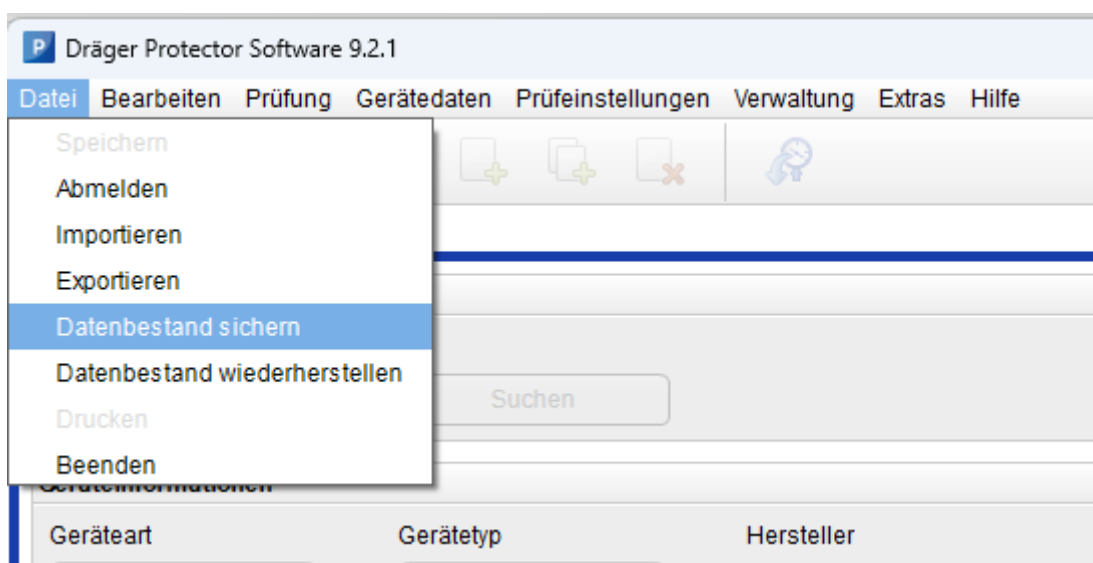 P Dräger Protector Software 9.2.1
Datei Bearbeiten Prüfung Gerätedaten Prüfeinstellungen Verwaltung Extras Hilfe
Speichern
Abmelden
Importieren
Exportieren
Datenbestand sichern
Datenbestand wiederherstellen
Suchen
Drucken
Beenden
Geräteinformationen
Geräteart Gerätetyp Hersteller